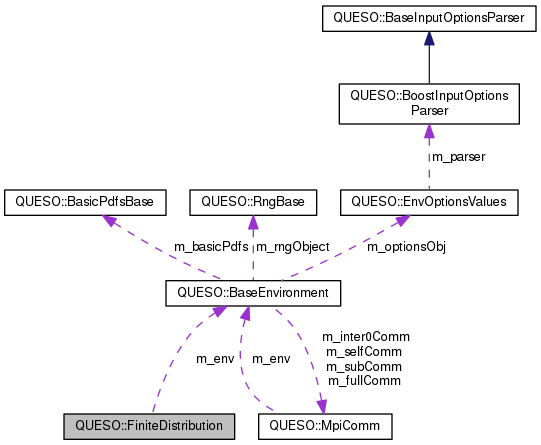 QUESO::BaseInputOptionsParser
QUESO::BoostInputOptions
Parser
m_parser
QUESO::BasicPdfsBase
QUESO::RngBase
QUESO::EnvOptionsValues
m_basicPdfs
m_rngObject
m_optionsObj
QUESO::BaseEnvironment
m_inter0Comm
m_selfComm
m_subComm
m_fullComm
m_env
m_env
QUESO::FiniteDistribution
QUESO::MpiComm